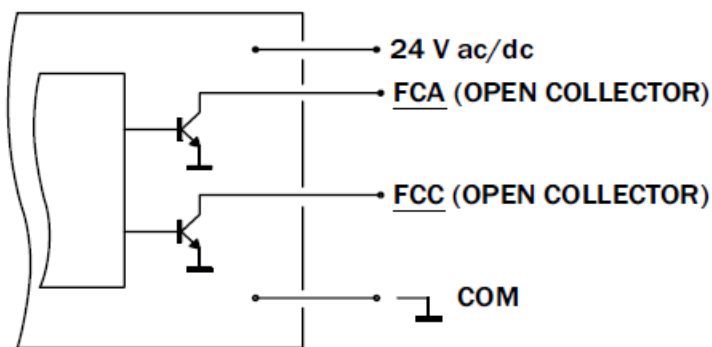 24 V ac/dc
FCA (OPEN COLLECTOR)
FCC (OPEN COLLECTOR)
COM